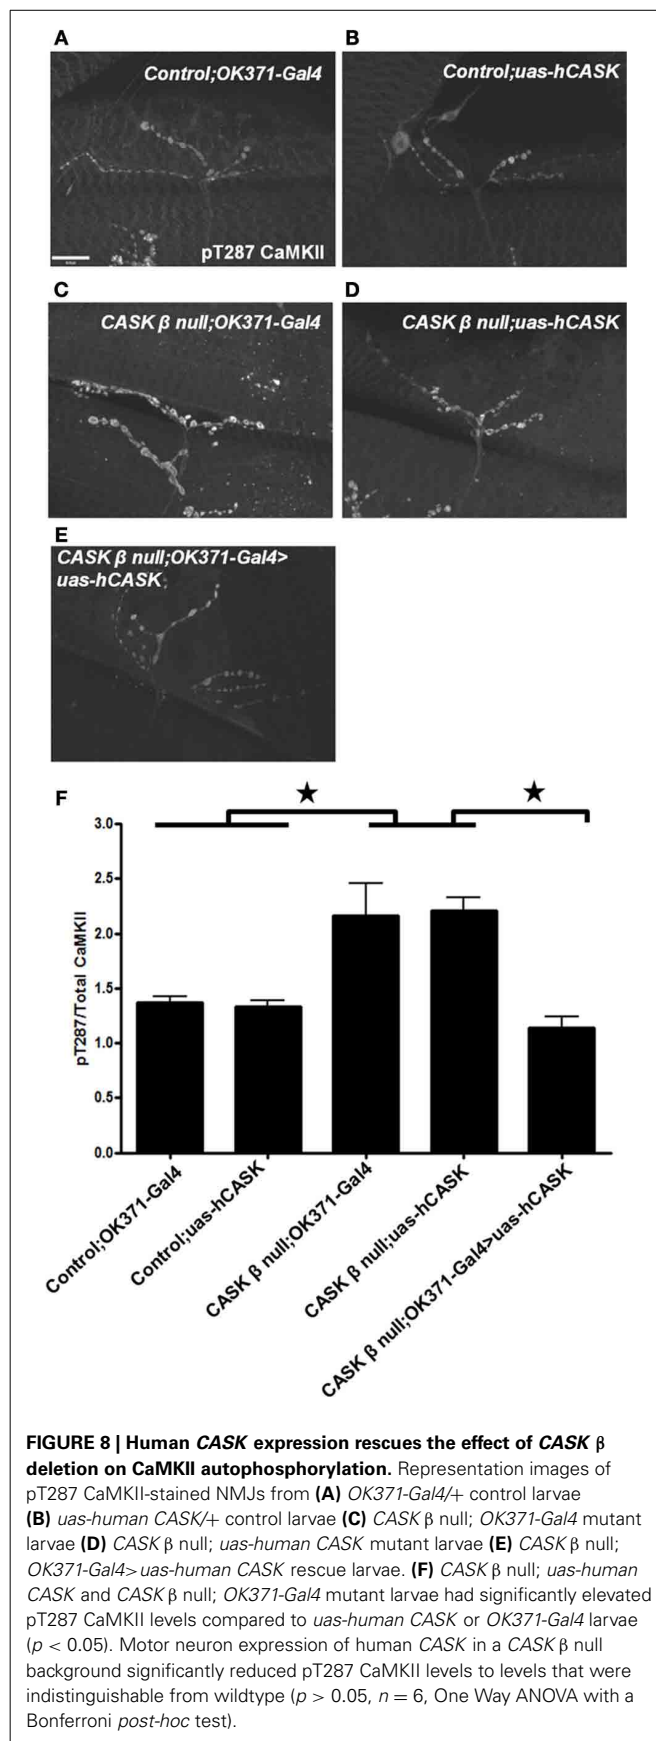 A
Control;OK371-Gal4
pT287 CaMKII
B
Control;uas-hCASK
C
CASK β null;OK371-Gal4
D
CASK β null;uas-hCASK
E
CASK β null;OK371-Gal4>
uas-hCASK
F
pT287/Total CaMKII
3.0
2.5
2.0
1.5
1.0
0.5
0.0
Control;OK371-Gal4
Control;uas-hCASK
CASK β null;OK371-Gal4
CASK β null;uas-hCASK
CASK β null;OK371-Gal4>uas-hCASK
FIGURE 8 | Human CASK expression rescues the effect of CASK β
deletion on CaMKII autophosphorylation. Representation images of
pT287 CaMKII-stained NMJs from (A) OK371-Gal4/+ control larvae
(B) uas-human CASK/+ control larvae (C) CASK β null; OK371-Gal4 mutant
larvae (D) CASK β null; uas-human CASK mutant larvae (E) CASK β null;
OK371-Gal4>uas-human CASK rescue larvae. (F) CASK β null; uas-human
CASK and CASK β null; OK371-Gal4 mutant larvae had significantly elevated
pT287 CaMKII levels compared to uas-human CASK or OK371-Gal4 larvae
(p < 0.05). Motor neuron expression of human CASK in a CASK β null
background significantly reduced pT287 CaMKII levels to levels that were
indistinguishable from wildtype (p > 0.05, n = 6, One Way ANOVA with a
Bonferroni post-hoc test).